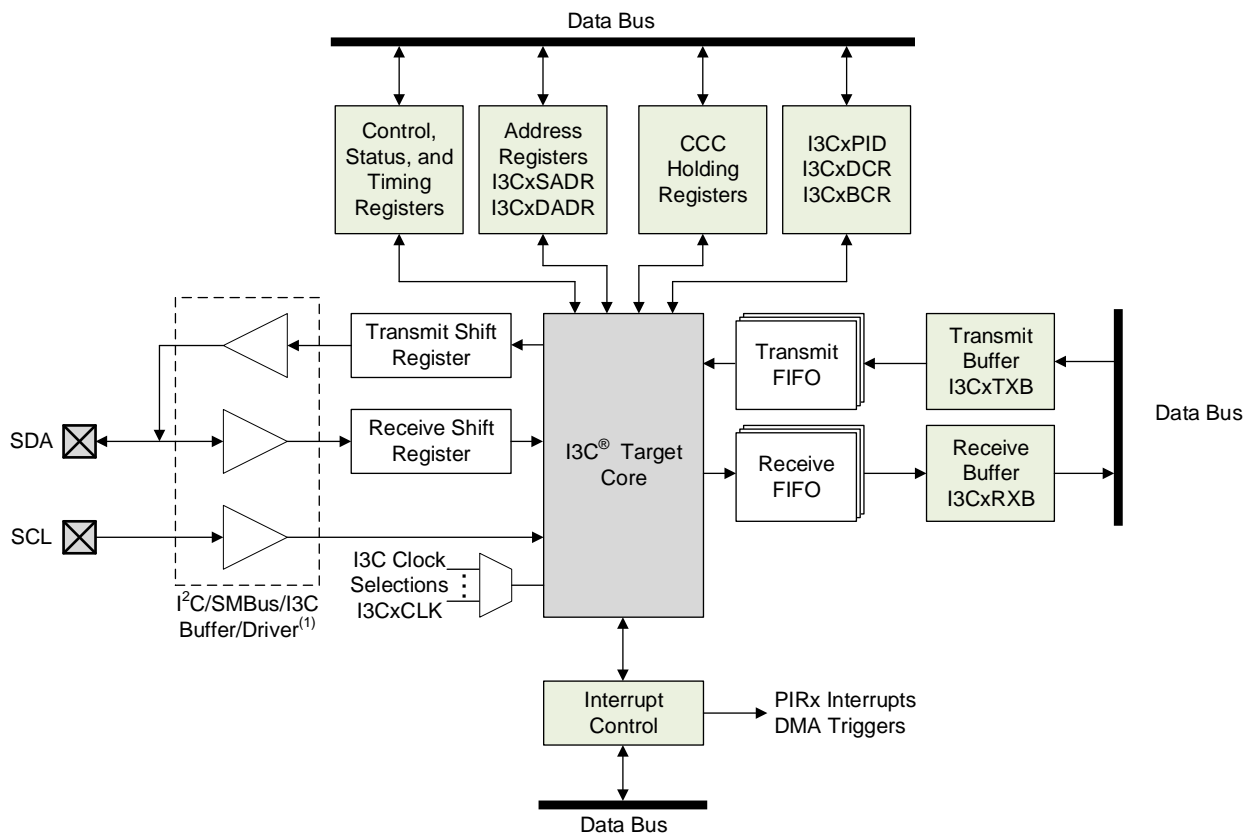 Data Bus
Control,
Status, and
Timing
Registers
Address
Registers
I3CxSADR
I3CxDADR
CCC
Holding
Registers
I3CxPID
I3CxDCR
I3CxBCR
Transmit Shift
Register
Receive Shift
Register
SDA
SCL
I²C/SMBus/I3C
Buffer/Driver⁽¹⁾
I3C Clock
Selections
I3CxCLK
I3C® Target
Core
Transmit
FIFO
Receive
FIFO
Transmit
Buffer
I3CxTXB
Receive
Buffer
I3CxRXB
Data Bus
Interrupt
Control
PIRx Interrupts
DMA Triggers
Data Bus